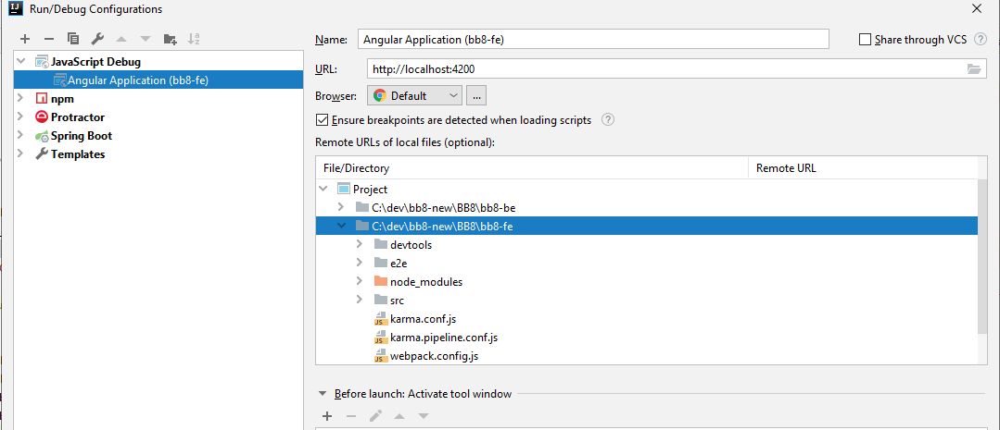 Run/Debug Configurations
JavaScript Debug
Angular Application (bb8-fe)
npm
Protractor
Spring Boot
Templates
Name: Angular Application (bb8-fe)
Share through VCS
URL: http://localhost:4200
Browser: Default ...
Ensure breakpoints are detected when loading scripts
Remote URLs of local files (optional):
File/Directory Remote URL
Project
C:\dev\bb8-new\BB8\bb8-be
C:\dev\bb8-new\BB8\bb8-fe
devtools
e2e
node_modules
src
karma.conf.js
karma.pipeline.conf.js
webpack.config.js
Before launch: Activate tool window